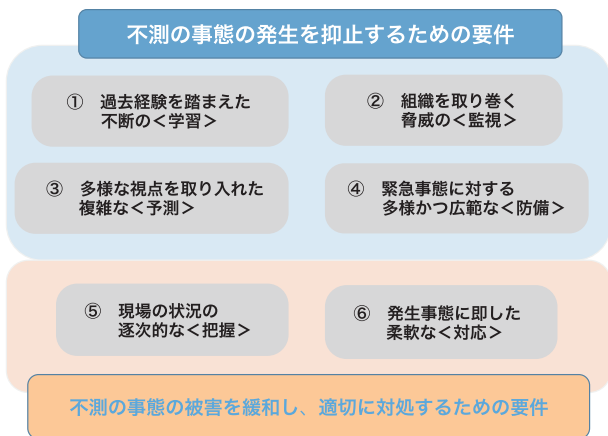 不測の事態の発生を抑止するための要件
① 過去経験を踏まえた
不断の＜学習＞
② 組織を取り巻く
脅威の＜監視＞
③ 多様な視点を取り入れた
複雑な＜予測＞
④ 緊急事態に対する
多様かつ広範な＜防備＞
⑤ 現場の状況の
逐次的な＜把握＞
⑥ 発生事態に即した
柔軟な＜対応＞
不測の事態の被害を緩和し、適切に対処するための要件